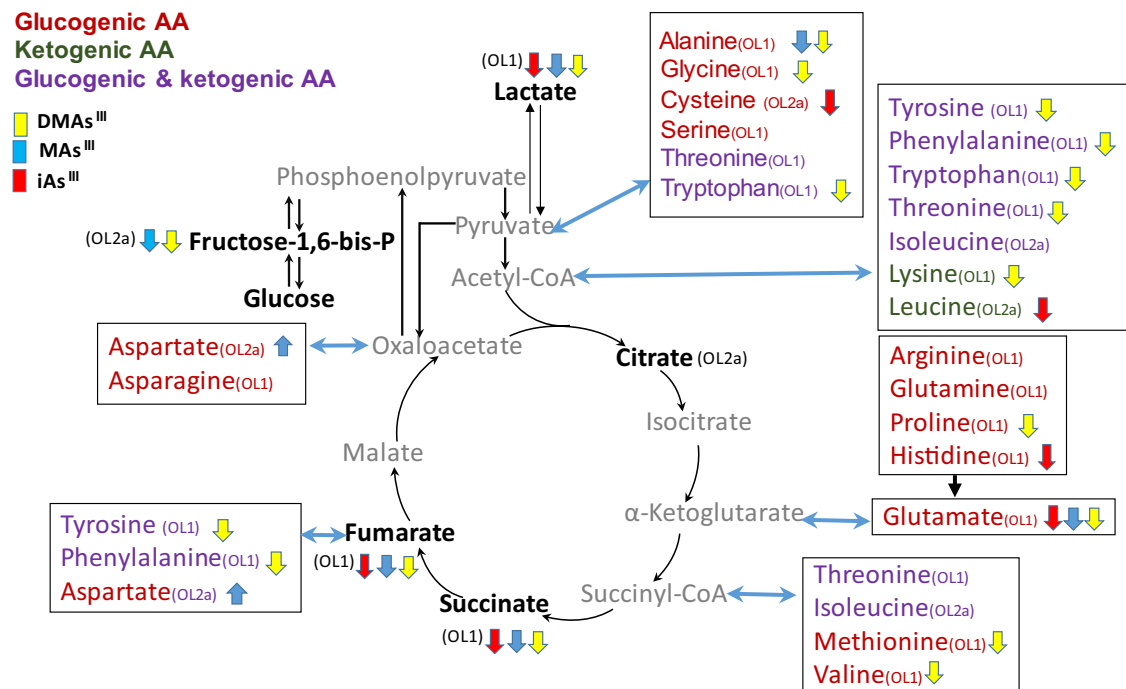 Glucogenic AA
Ketogenic AA
Glucogenic & ketogenic AA
DMAs III
MAs III
iAs III
(OL1)
Lactate
Phosphoenolpyruvate
Pyruvate
Acetyl-CoA
(OL2a)
Fructose-1,6-bis-P
Glucose
Alanine(OL1)
Glycine(OL1)
Cysteine (OL2a)
Serine(OL1)
Threonine(OL1)
Tryptophan(OL1)
Tyrosine (OL1)
Phenylalanine(OL1)
Tryptophan(OL1)
Threonine(OL1)
Isoleucine(OL2a)
Lysine(OL1)
Leucine(OL2a)
Aspartate(OL2a)
Asparagine(OL1)
Oxaloacetate
Citrate (OL2a)
Isocitrate
Arginine(OL1)
Glutamine(OL1)
Proline(OL1)
Histidine(OL1)
Malate
α-Ketoglutarate
Glutamate(OL1)
Tyrosine (OL1)
Phenylalanine(OL1)
Aspartate(OL2a)
Fumarate
(OL1)
Succinate
(OL1)
Succinyl-CoA
Threonine(OL1)
Isoleucine(OL2a)
Methionine(OL1)
Valine(OL1)